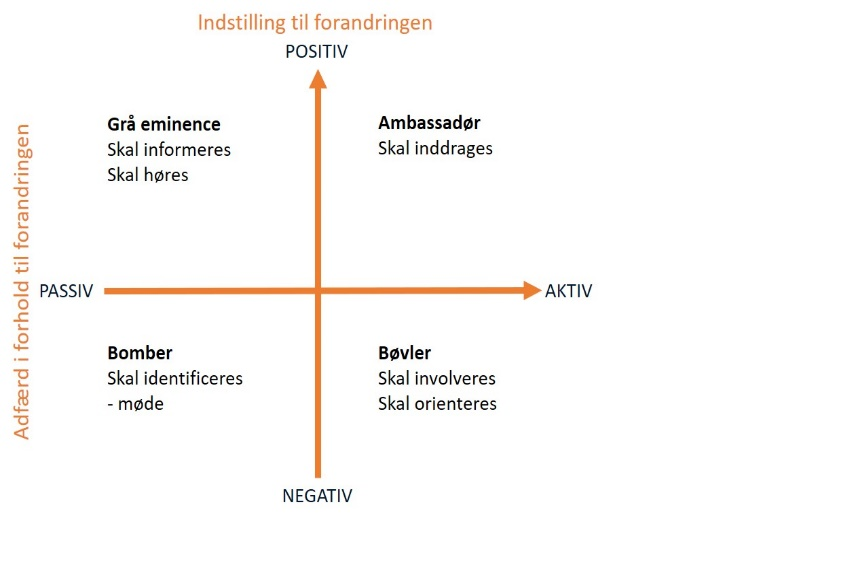 Indstilling til forandringen
POSITIV
Adfærd i forhold til forandringen
Grå eminence
Skal informeres
Skal høres
Ambassadør
Skal inddrages
PASSIV
AKTIV
Bomber
Skal identificeres
- møde
Bøvler
Skal involveres
Skal orienteres
NEGATIV